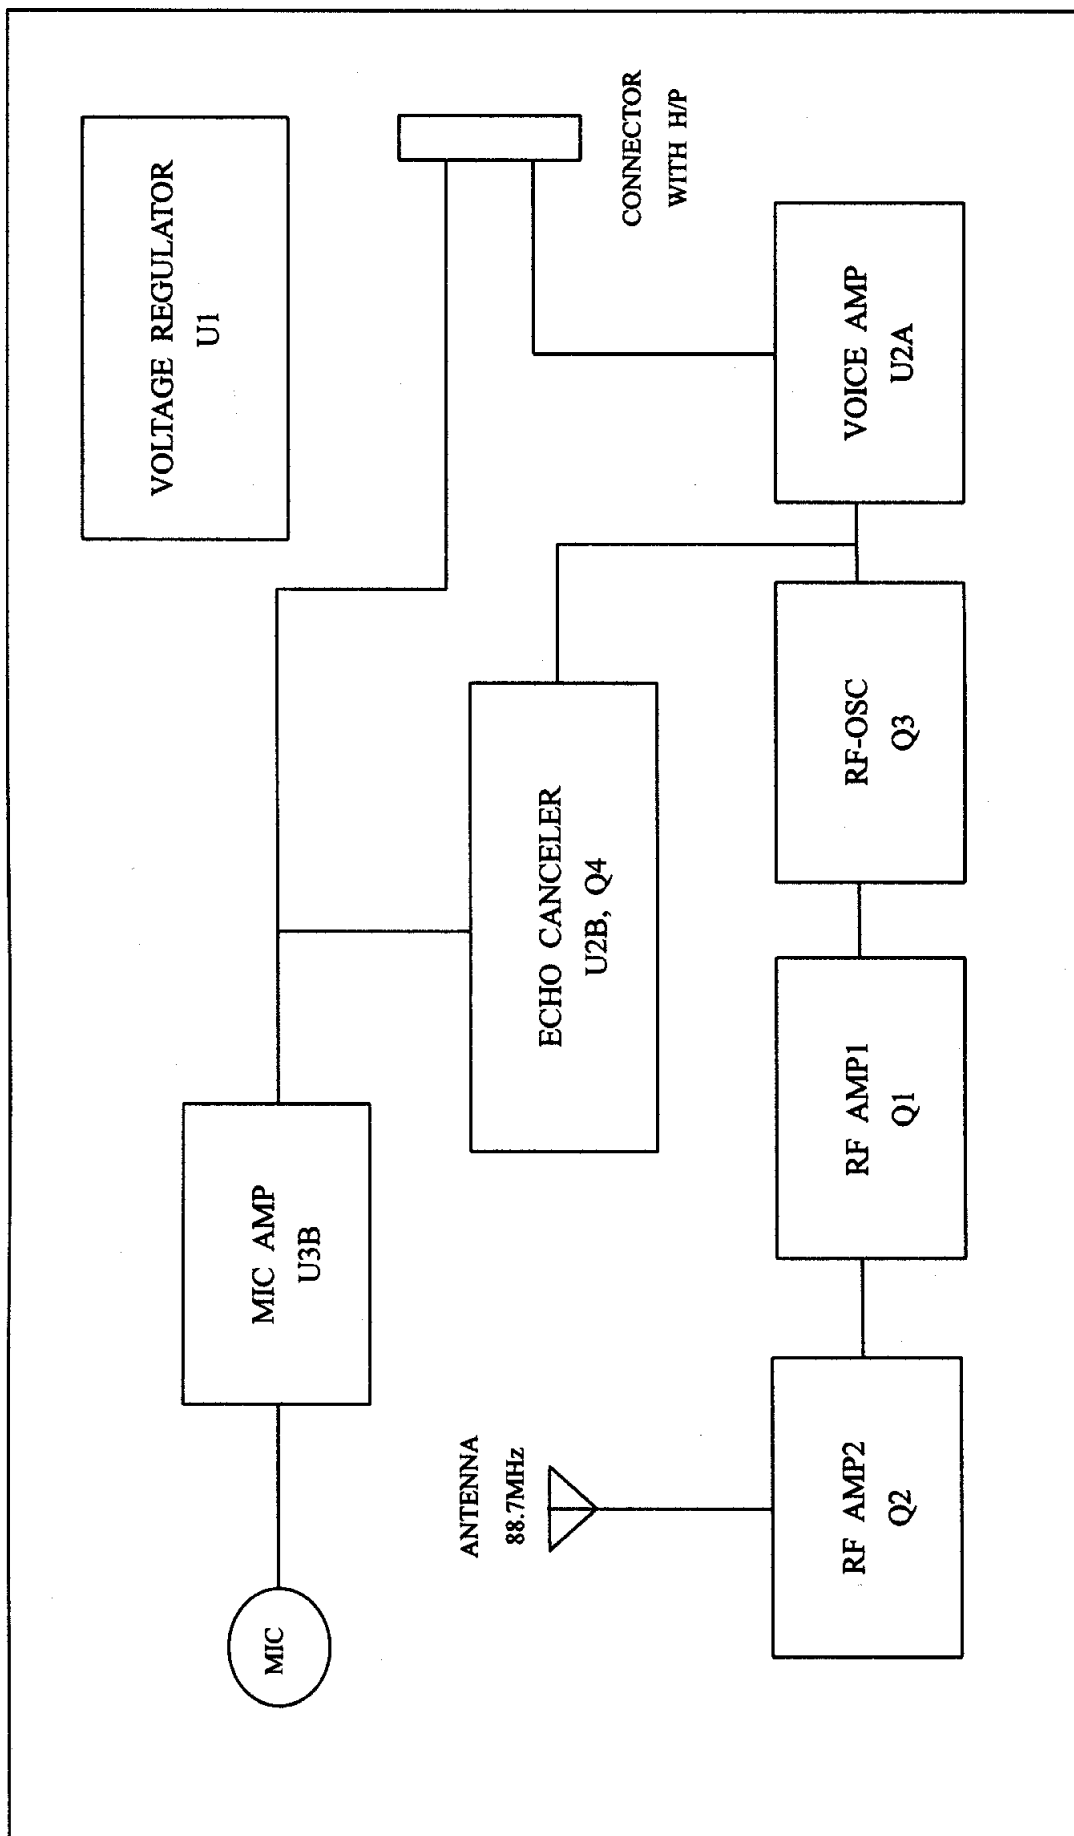 MIC
MIC AMP
U3B
VOLTAGE REGULATOR
U1
ANTENNA
88.7MHz
ECHO CANCELER
U2B, Q4
CONNECTOR
WITH H/P
RF AMP2
Q2
RF AMP1
Q1
RF-OSC
Q3
VOICE AMP
U2A